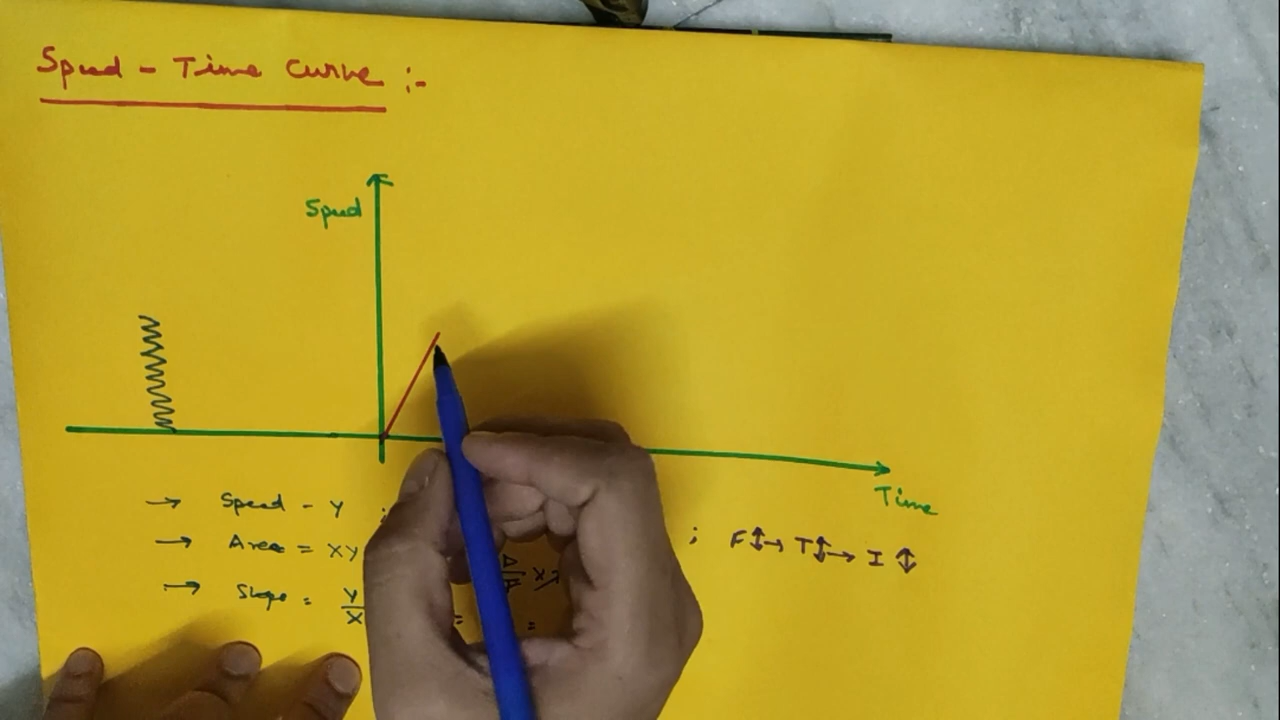 Speed - Time Curve :-
Speed
Time
→ Speed - Y ;
→ Area = XY ; F↕→ T↕→ I ↕
→ Slope = Y/X